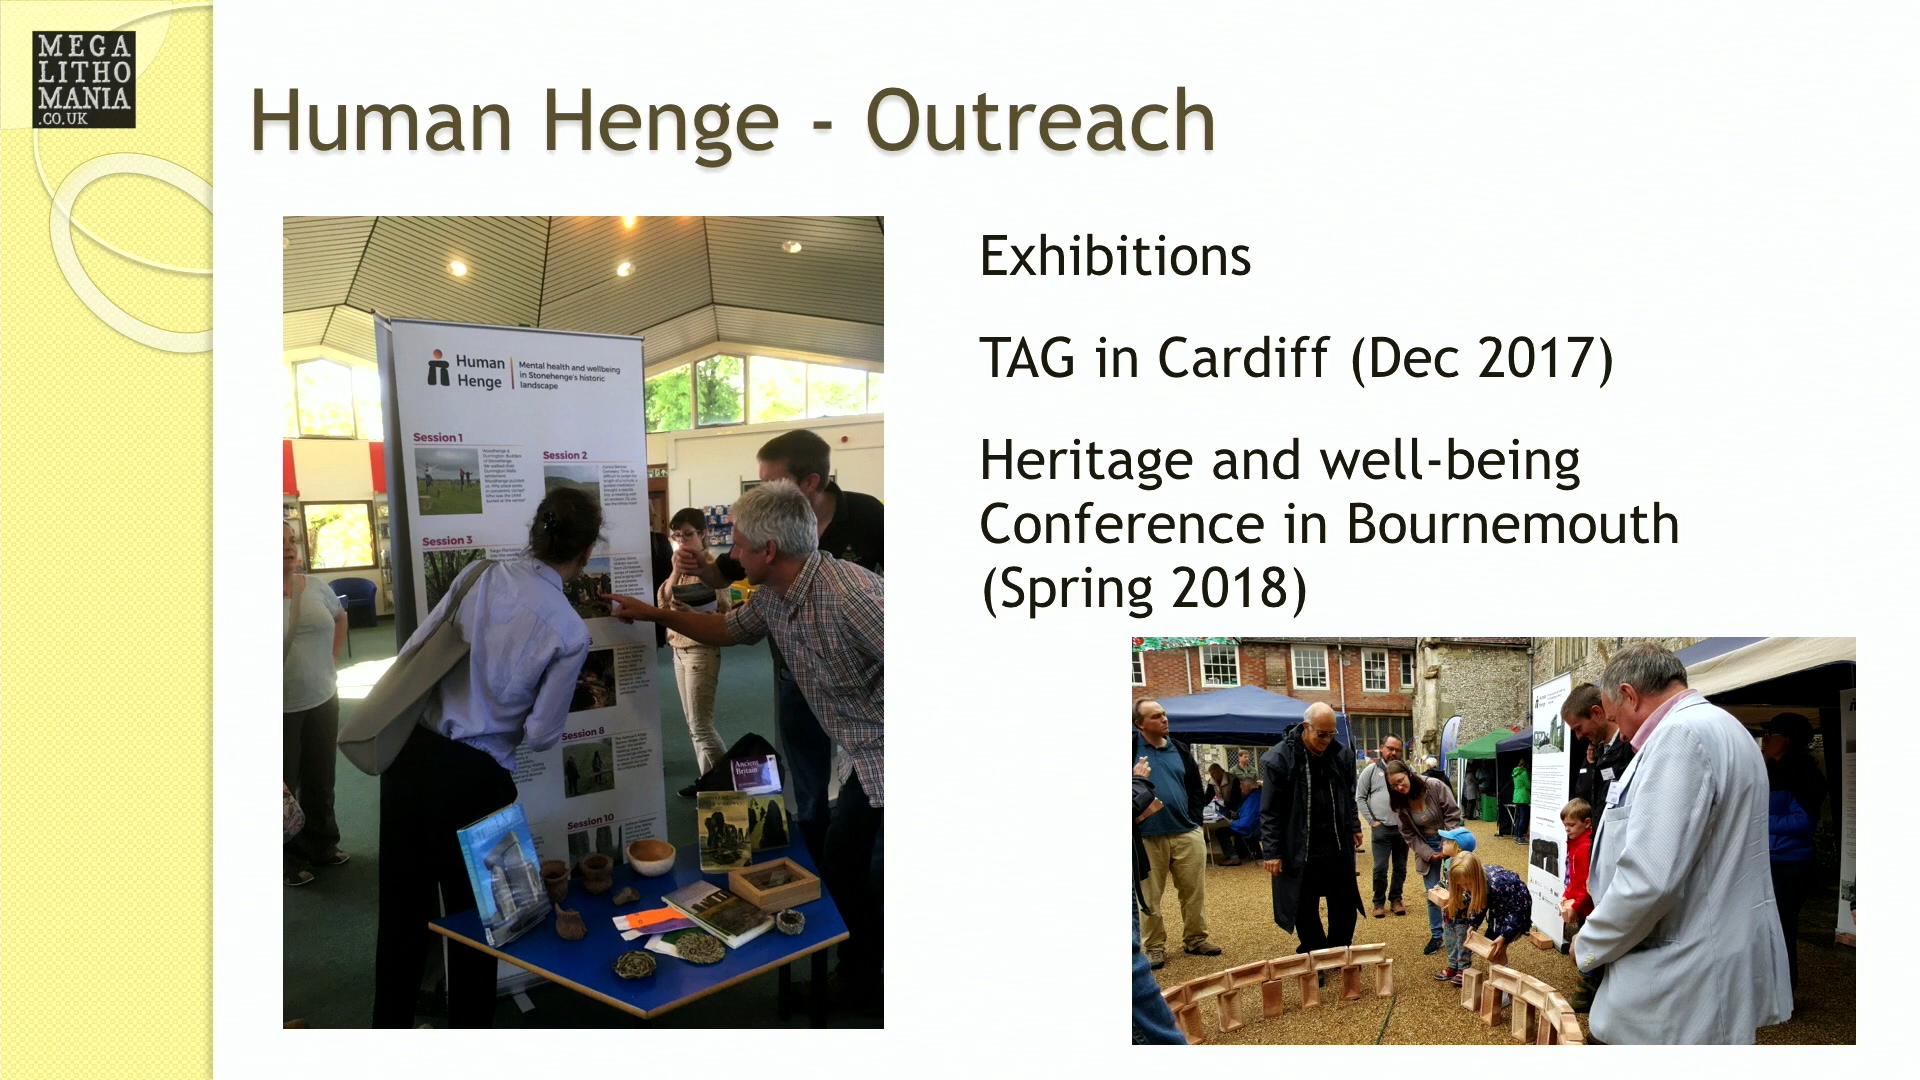 MEGA
LITHO
MANIA
.CO.UK
Human Henge - Outreach
Exhibitions
TAG in Cardiff (Dec 2017)
Heritage and well-being
Conference in Bournemouth
(Spring 2018)
Human
Henge
Mental health and wellbeing
in Stonehenge's historic
landscape
Session 1
Session 2
Session 3
Session 8
Session 10
Ancient
Britain